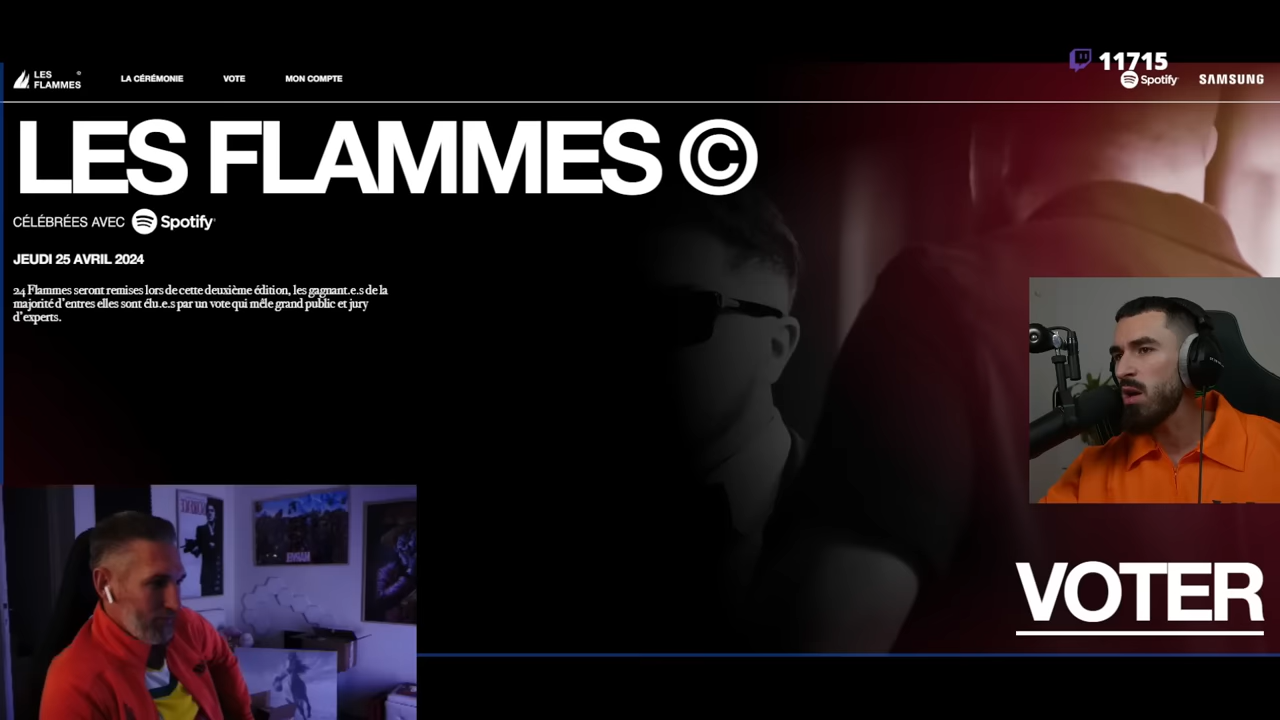 11715
LES
FLAMMES
©
LA CÉRÉMONIE
VOTE
MON COMPTE
Spotify
SAMSUNG
LES FLAMMES ©
CÉLÉBRÉES AVEC Spotify
JEUDI 25 AVRIL 2024
24 Flammes seront remises lors de cette deuxième édition, les gagnant.e.s de la
majorité d'entres elles sont élu.e.s par un vote qui mêle grand public et jury
d'experts.
VOTER